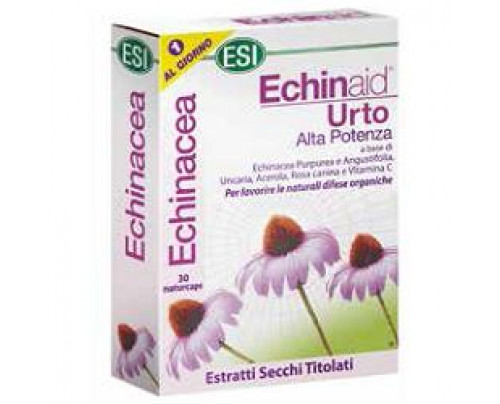 1
AL GIORNO
ESI
ESI
Echinacea
Echinacea
30
naturcaps
Echinaid®
Urto
Alta Potenza
a base di
Echinacea Purpurea e Angustifolia,
Uncaria, Acerola, Rosa canina e Vitamina C
Per favorire le naturali difese organiche
Estratti Secchi Titolati